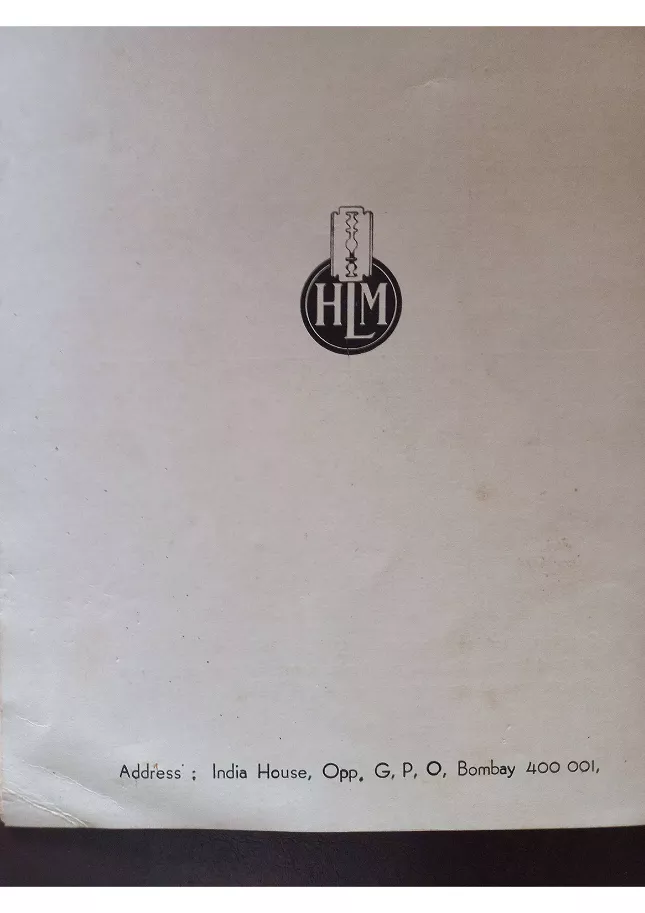 HLM
Address : India House, Opp. G, P, O, Bombay 400 001,